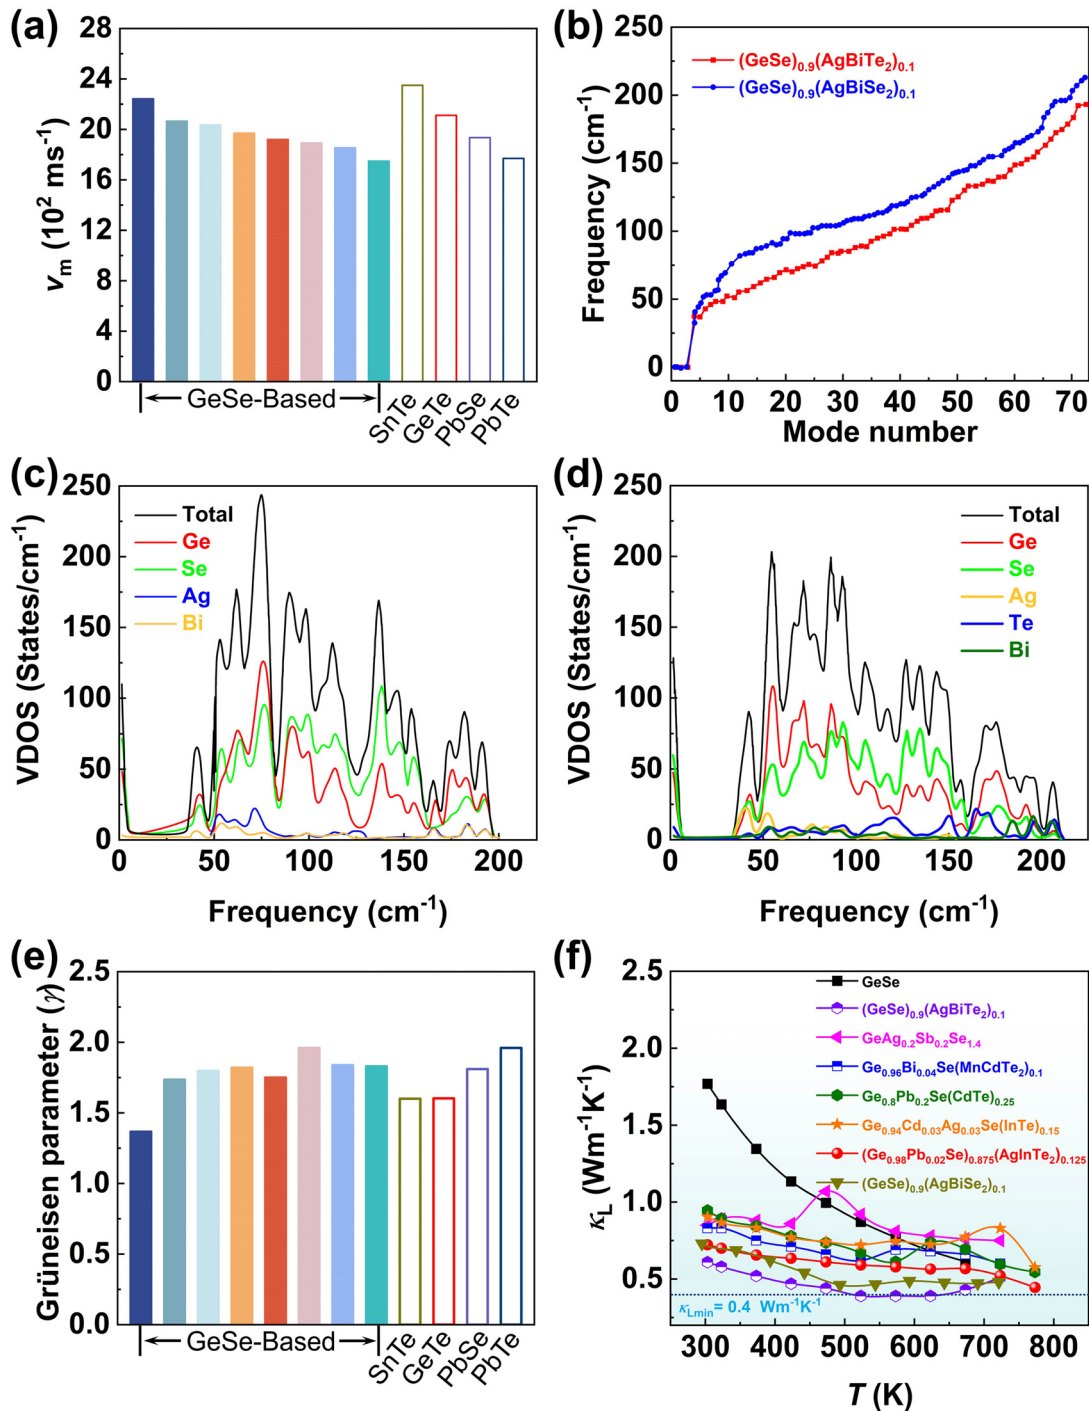 (a)
28
24
20
16
12
8
4
0
v_m (10² ms⁻¹)
GeSe-Based
SnTe
GeTe
PbSe
PbTe
(b)
(GeSe)₀.₉(AgBiTe₂)₀.₁
(GeSe)₀.₉(AgBiSe₂)₀.₁
250
200
150
100
50
0
Frequency (cm⁻¹)
0 10 20 30 40 50 60 70
Mode number
(c)
250
200
150
100
50
0
VDOS (States/cm⁻¹)
Total
Ge
Se
Ag
Bi
0 50 100 150 200
Frequency (cm⁻¹)
(d)
250
200
150
100
50
0
VDOS (States/cm⁻¹)
Total
Ge
Se
Ag
Te
Bi
0 50 100 150 200
Frequency (cm⁻¹)
(e)
2.5
2.0
1.5
1.0
0.5
0.0
Grüneisen parameter (γ)
GeSe-Based
SnTe
GeTe
PbSe
PbTe
(f)
2.5
2.0
1.5
1.0
0.5
κ_L (Wm⁻¹K⁻¹)
GeSe
(GeSe)₀.₉(AgBiTe₂)₀.₁
GeAg₀.₂Sb₀.₂Se₁.₄
Ge₀.₉₆Bi₀.₀₄Se(MnCdTe₂)₀.₁
Ge₀.₈Pb₀.₂Se(CdTe)₀.₂₅
Ge₀.₉₄Cd₀.₀₃Ag₀.₀₃Se(InTe)₀.₁₅
(Ge₀.₉₈Pb₀.₀₂Se)₀.₈₇₅(AgInTe₂)₀.₁₂₅
(GeSe)₀.₉(AgBiSe₂)₀.₁
κ_Lmin= 0.4 Wm⁻¹K⁻¹
300 400 500 600 700 800
T (K)